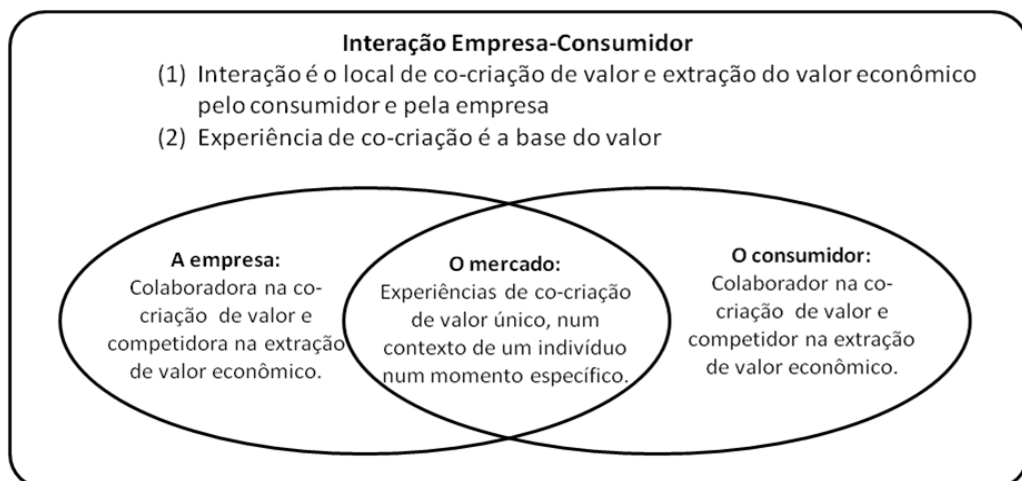 Interação Empresa-Consumidor
(1) Interação é o local de co-criação de valor e extração do valor econômico
pelo consumidor e pela empresa
(2) Experiência de co-criação é a base do valor
A empresa:
Colaboradora na co-
criação de valor e
competidora na extração
de valor econômico.
O mercado:
Experiências de co-criação
de valor único, num
contexto de um indivíduo
num momento específico.
O consumidor:
Colaborador na co-
criação de valor e
competidor na extração
de valor econômico.